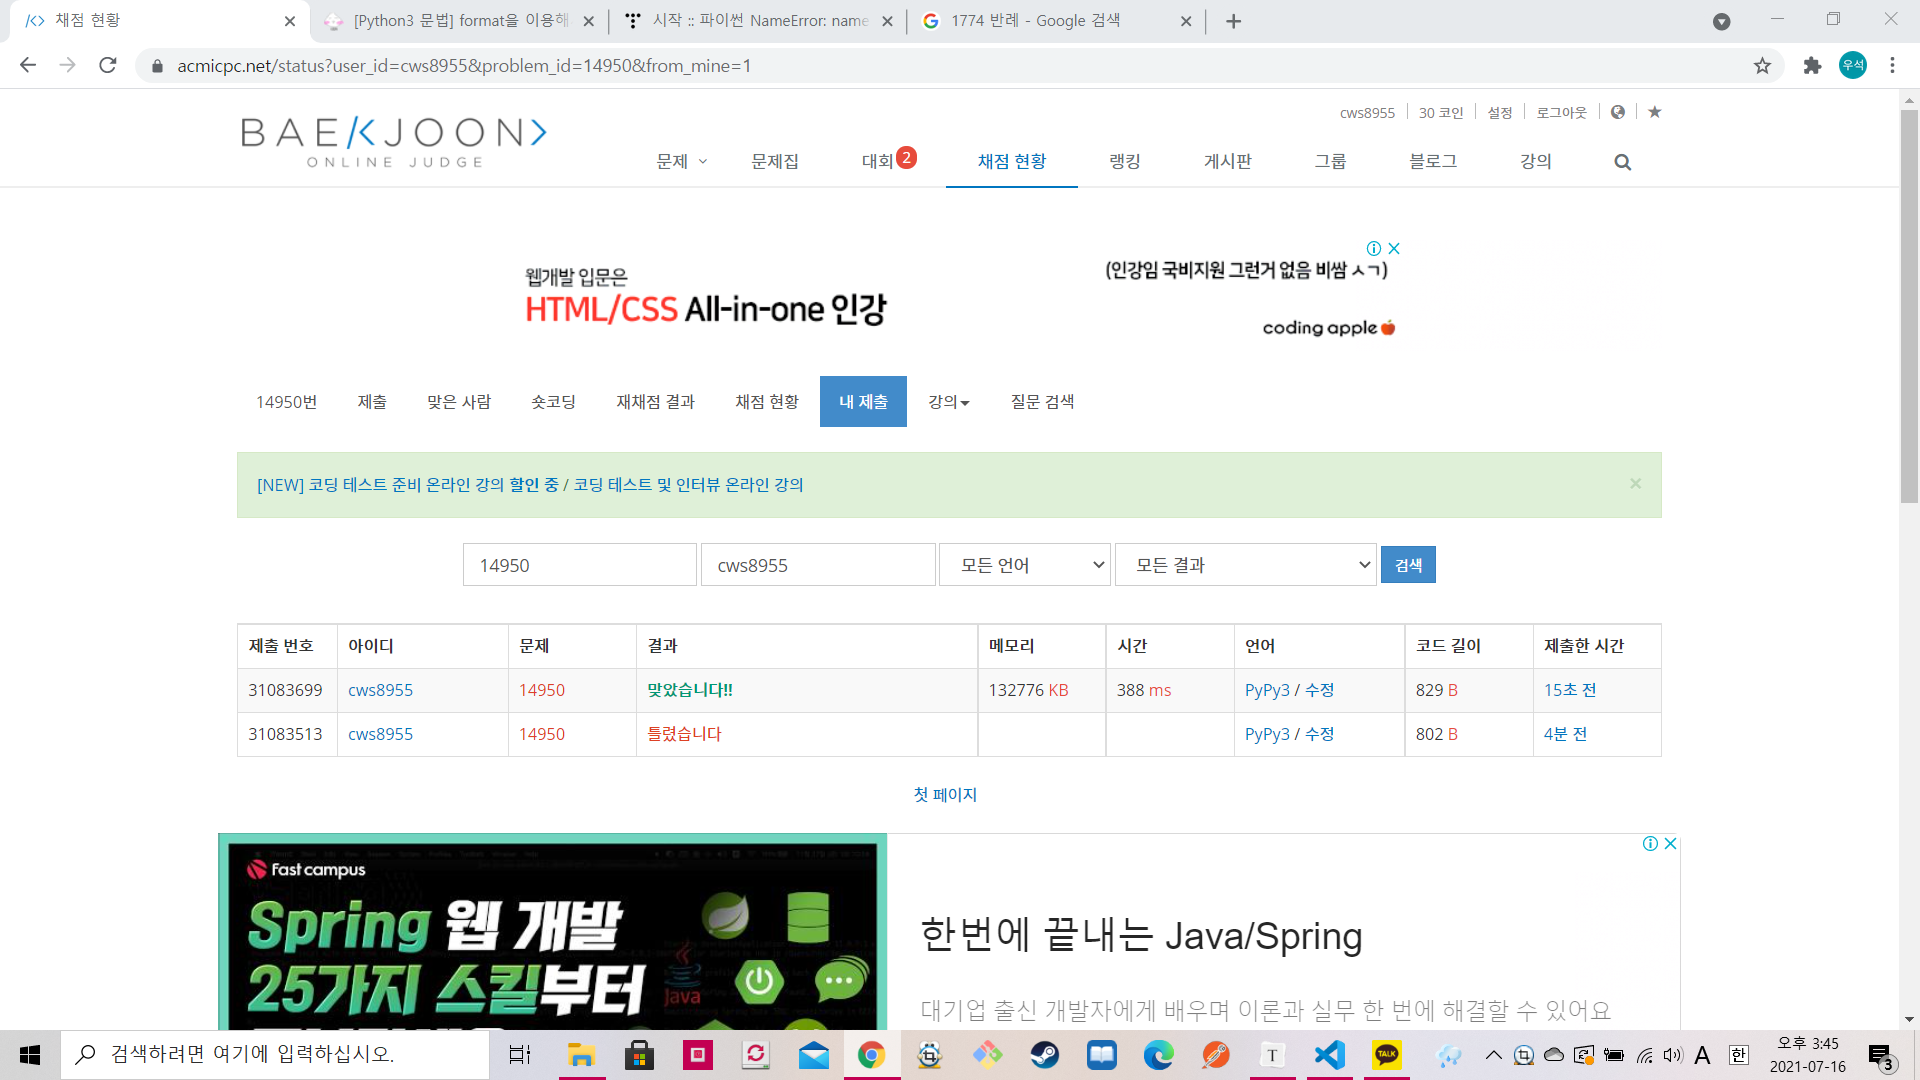 채점 현황
[Python3 문법] format을 이용해
시작 :: 파이썬 NameError: name
1774 반례 - Google 검색
acmicpc.net/status?user_id=cws8955&problem_id=14950&from_mine=1
우석
cws8955 30 코인 설정 로그아웃
BAEKJOON
ONLINE JUDGE
문제 문제집 대회 2 채점 현황 랭킹 게시판 그룹 블로그 강의
웹개발 입문은
HTML/CSS All-in-one 인강
(인강임 국비지원 그런거 없음 비쌈 ㅅㄱ)
coding apple
14950번 제출 맞은 사람 숏코딩 재채점 결과 채점 현황 내 제출 강의 질문 검색
[NEW] 코딩 테스트 준비 온라인 강의 할인 중 / 코딩 테스트 및 인터뷰 온라인 강의 ×
14950 cws8955 모든 언어 모든 결과 검색
제출 번호 아이디 문제 결과 메모리 시간 언어 코드 길이 제출한 시간
31083699 cws8955 14950 맞았습니다!! 132776 KB 388 ms PyPy3 / 수정 829 B 15초 전
31083513 cws8955 14950 틀렸습니다 PyPy3 / 수정 802 B 4분 전
첫 페이지
Fast campus
Spring 웹 개발
25가지 스킬부터
Java
한번에 끝내는 Java/Spring
대기업 출신 개발자에게 배우며 이론과 실무 한 번에 해결할 수 있어요
검색하려면 여기에 입력하십시오.
T
TALK
A
한
오후 3:45
2021-07-16
3